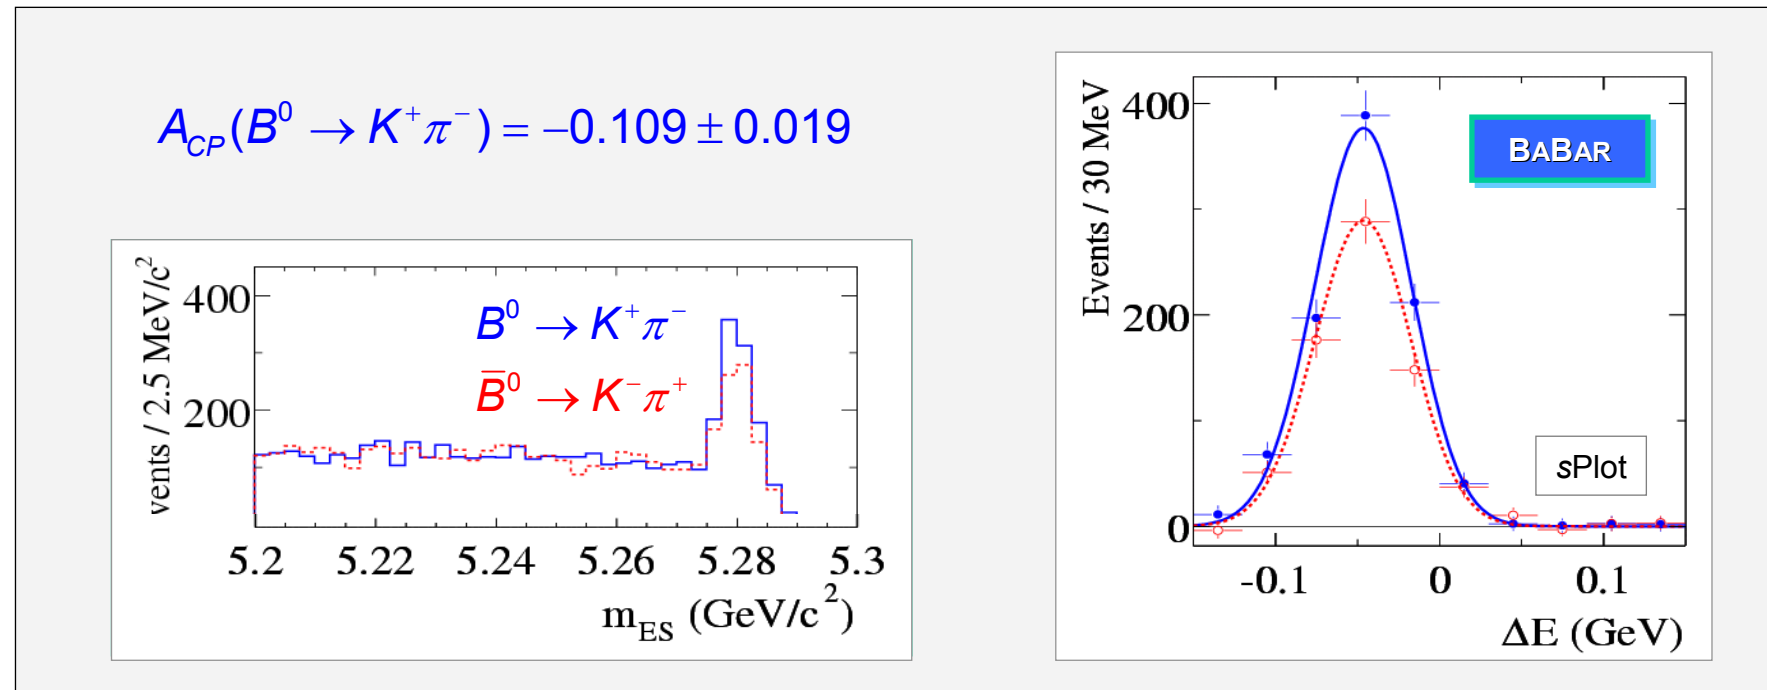 A_CP(B⁰ → K⁺π⁻) = −0.109 ± 0.019
vents / 2.5 MeV/c²
400
200
B⁰ → K⁺π⁻
B̅⁰ → K⁻π⁺
5.2 5.22 5.24 5.26 5.28 5.3
m_ES (GeV/c²)
Events / 30 MeV
400
200
0
BABAR
sPlot
-0.1 0 0.1
ΔE (GeV)